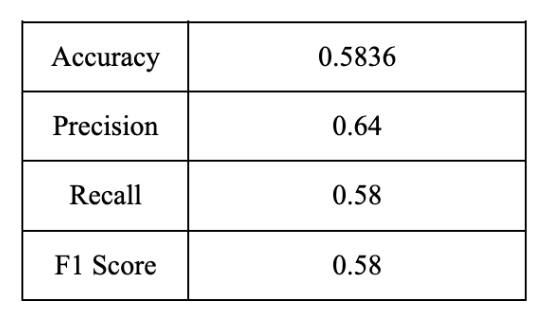 Accuracy 0.5836
Precision 0.64
Recall 0.58
F1 Score 0.58